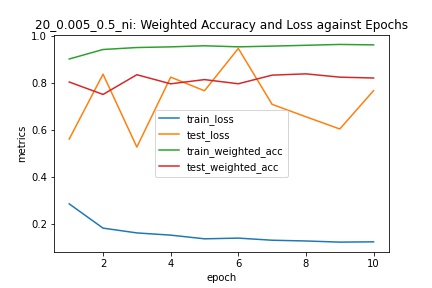 20_0.005_0.5_ni: Weighted Accuracy and Loss against Epochs
1.0
0.8
0.6
0.4
0.2
metrics
train_loss
test_loss
train_weighted_acc
test_weighted_acc
2 4 6 8 10
epoch